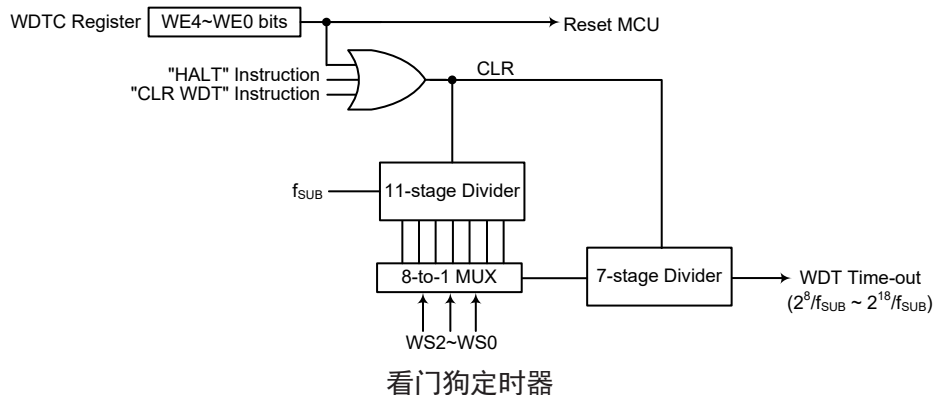 WDTC Register WE4~WE0 bits Reset MCU
"HALT" Instruction
"CLR WDT" Instruction
CLR
fSUB 11-stage Divider
8-to-1 MUX 7-stage Divider WDT Time-out
(2⁸/fSUB ~ 2¹⁸/fSUB)
WS2~WS0
看门狗定时器